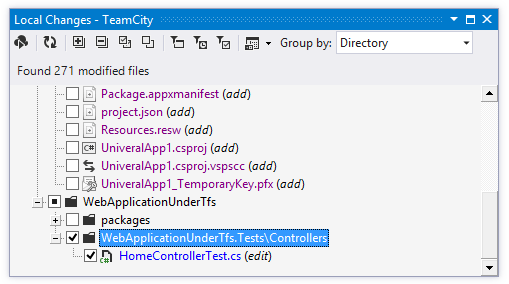 Local Changes - TeamCity
Group by: Directory
Found 271 modified files
Package.appxmanifest (add)
project.json (add)
Resources.resw (add)
UniveralApp1.csproj (add)
UniveralApp1.csproj.vspscc (add)
UniveralApp1_TemporaryKey.pfx (add)
WebApplicationUnderTfs
packages
WebApplicationUnderTfs.Tests\Controllers
HomeControllerTest.cs (edit)